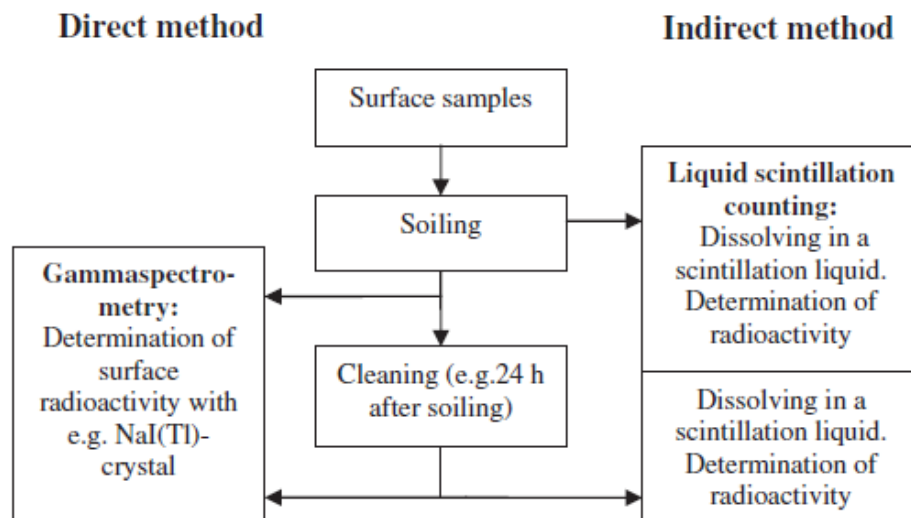 Direct method
Indirect method
Surface samples
Soiling
Liquid scintillation
counting:
Dissolving in a
scintillation liquid.
Determination of
radioactivity
Gammaspectro-
metry:
Determination of
surface
radioactivity with
e.g. NaI(Tl)-
crystal
Cleaning (e.g.24 h
after soiling)
Dissolving in a
scintillation liquid.
Determination of
radioactivity